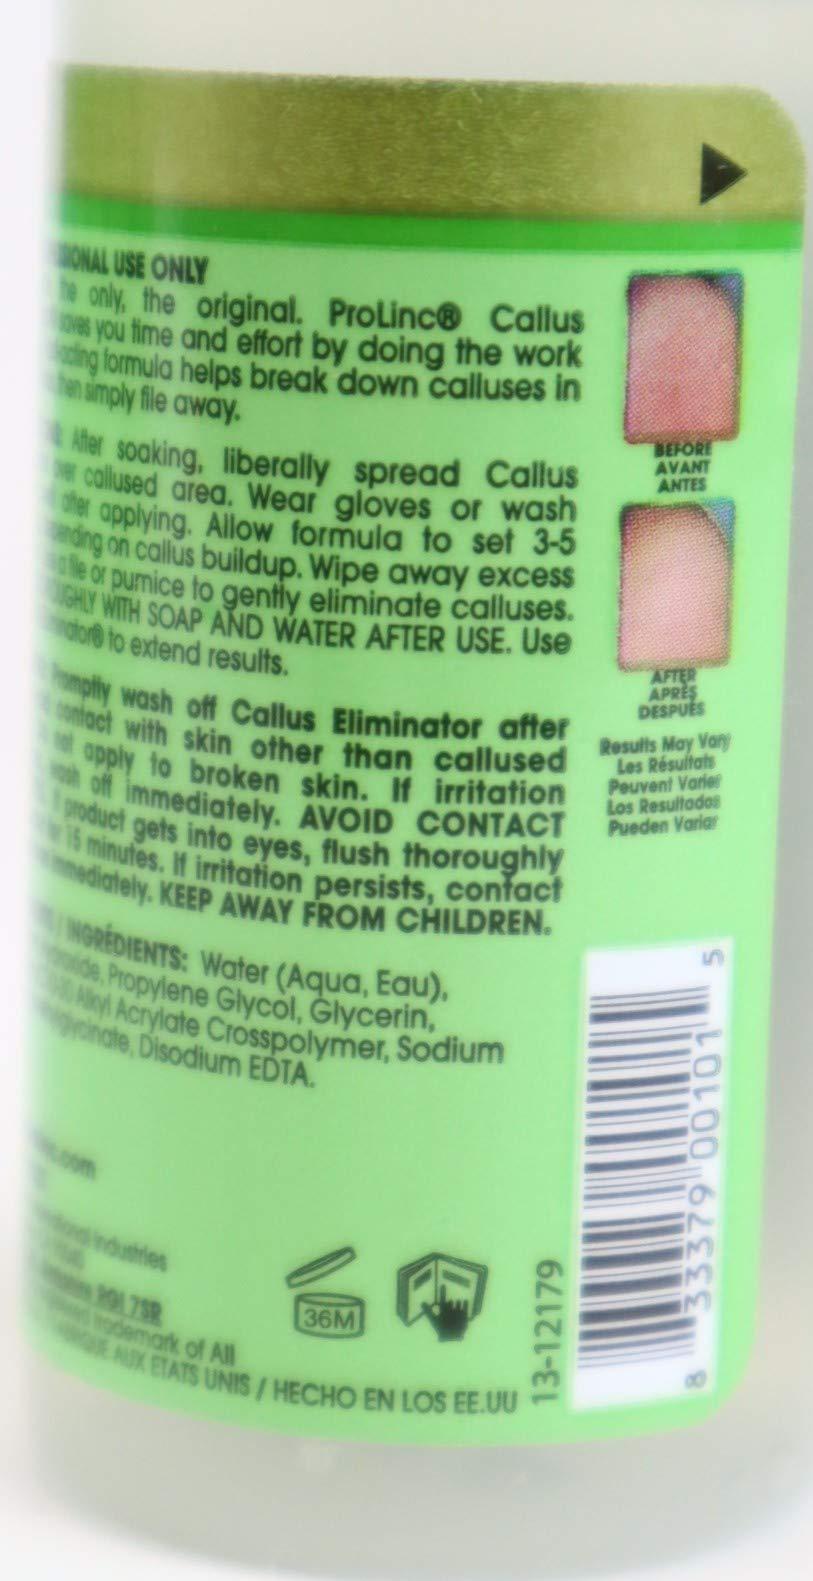 USE ONLY
the only, the original. ProLinc® Callus
you time and effort by doing the work
formula helps break down calluses in
simply file away.
After soaking, liberally spread Callus
callused area. Wear gloves or wash
after applying. Allow formula to set 3-5
on callus buildup. Wipe away excess
file or pumice to gently eliminate calluses.
WITH SOAP AND WATER AFTER USE. Use
to extend results.
Promptly wash off Callus Eliminator after
contact with skin other than callused
not apply to broken skin. If irritation
wash off immediately. AVOID CONTACT
product gets into eyes, flush thoroughly
15 minutes. If irritation persists, contact
immediately. KEEP AWAY FROM CHILDREN.
/ INGRÉDIENTS: Water (Aqua, Eau),
Propylene Glycol, Glycerin,
Alkyl Acrylate Crosspolymer, Sodium
Disodium EDTA.
.com
Industries
7SR
trademark of All
AUX ETATS UNIS / HECHO EN LOS EE.UU
36M
13-12179
BEFORE
AVANT
ANTES
AFTER
APRÈS
DESPUÉS
Results May Vary
Les Résultats
Peuvent Varier
Los Resultados
Pueden Variar
8 33379 00101 5